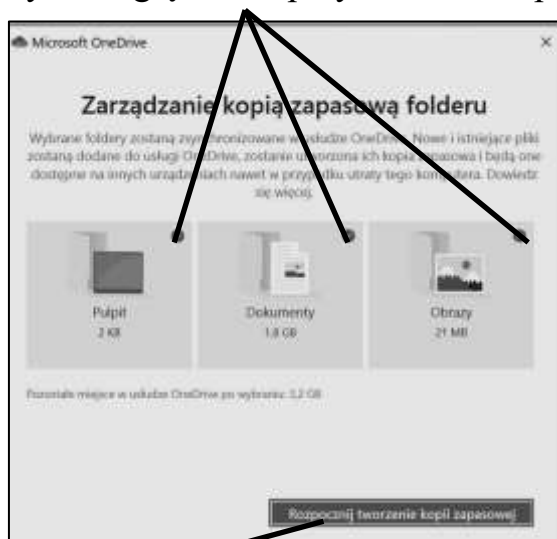 Microsoft OneDrive
Zarządzanie kopią zapasową folderu
Wybrane foldery zostaną zsynchronizowane w usłudze OneDrive. Nowe i istniejące pliki
zostaną dodane do usługi OneDrive, zostanie utworzona ich kopia zapasowa i będą one
dostępne na innych urządzeniach nawet w przypadku utraty tego komputera. Dowiedz
się więcej.
Pulpit
2 KB
Dokumenty
1,8 GB
Obrazy
21 MB
Pozostałe miejsce w usłudze OneDrive po wybraniu: 3,2 GB
Rozpocznij tworzenie kopii zapasowej